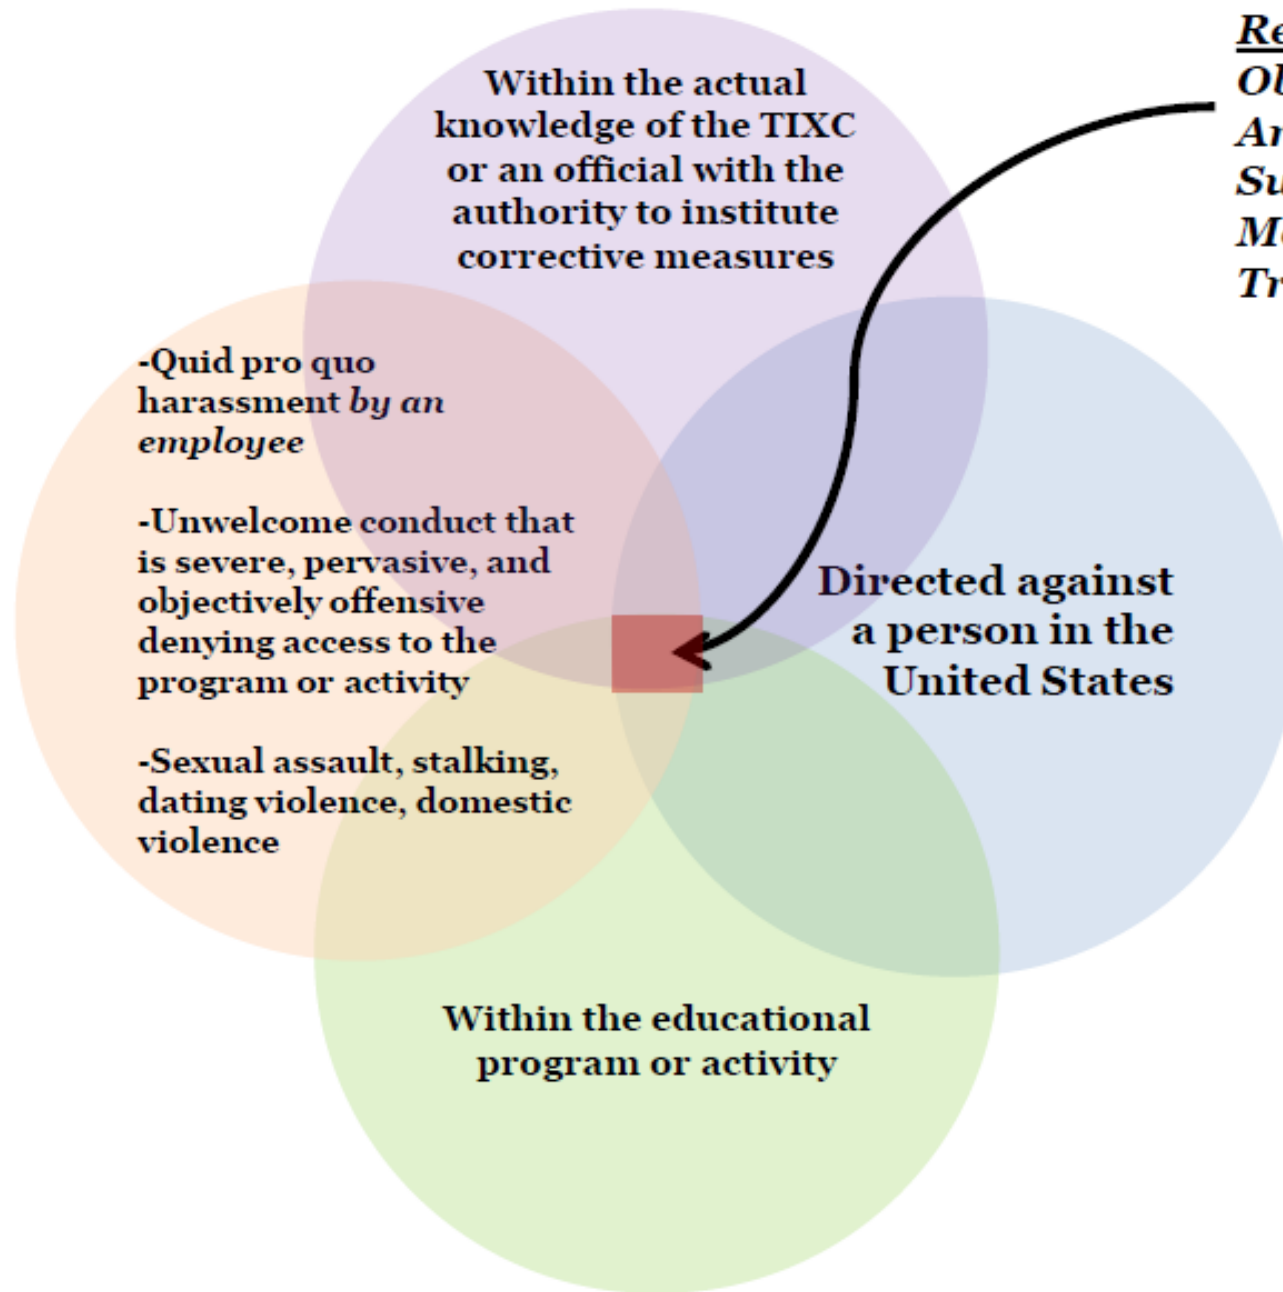 Within the actual
knowledge of the TIXC
or an official with the
authority to institute
corrective measures
-Quid pro quo
harassment by an
employee
-Unwelcome conduct that
is severe, pervasive, and
objectively offensive
denying access to the
program or activity
-Sexual assault, stalking,
dating violence, domestic
violence
Directed against
a person in the
United States
Within the educational
program or activity